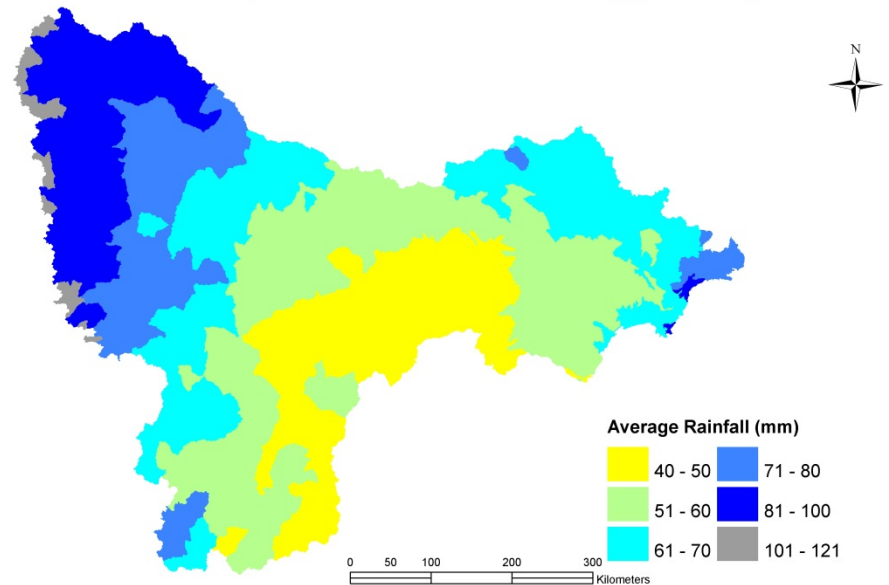 N
Average Rainfall (mm)
40 - 50 71 - 80
51 - 60 81 - 100
61 - 70 101 - 121
0 50 100 200 300
Kilometers